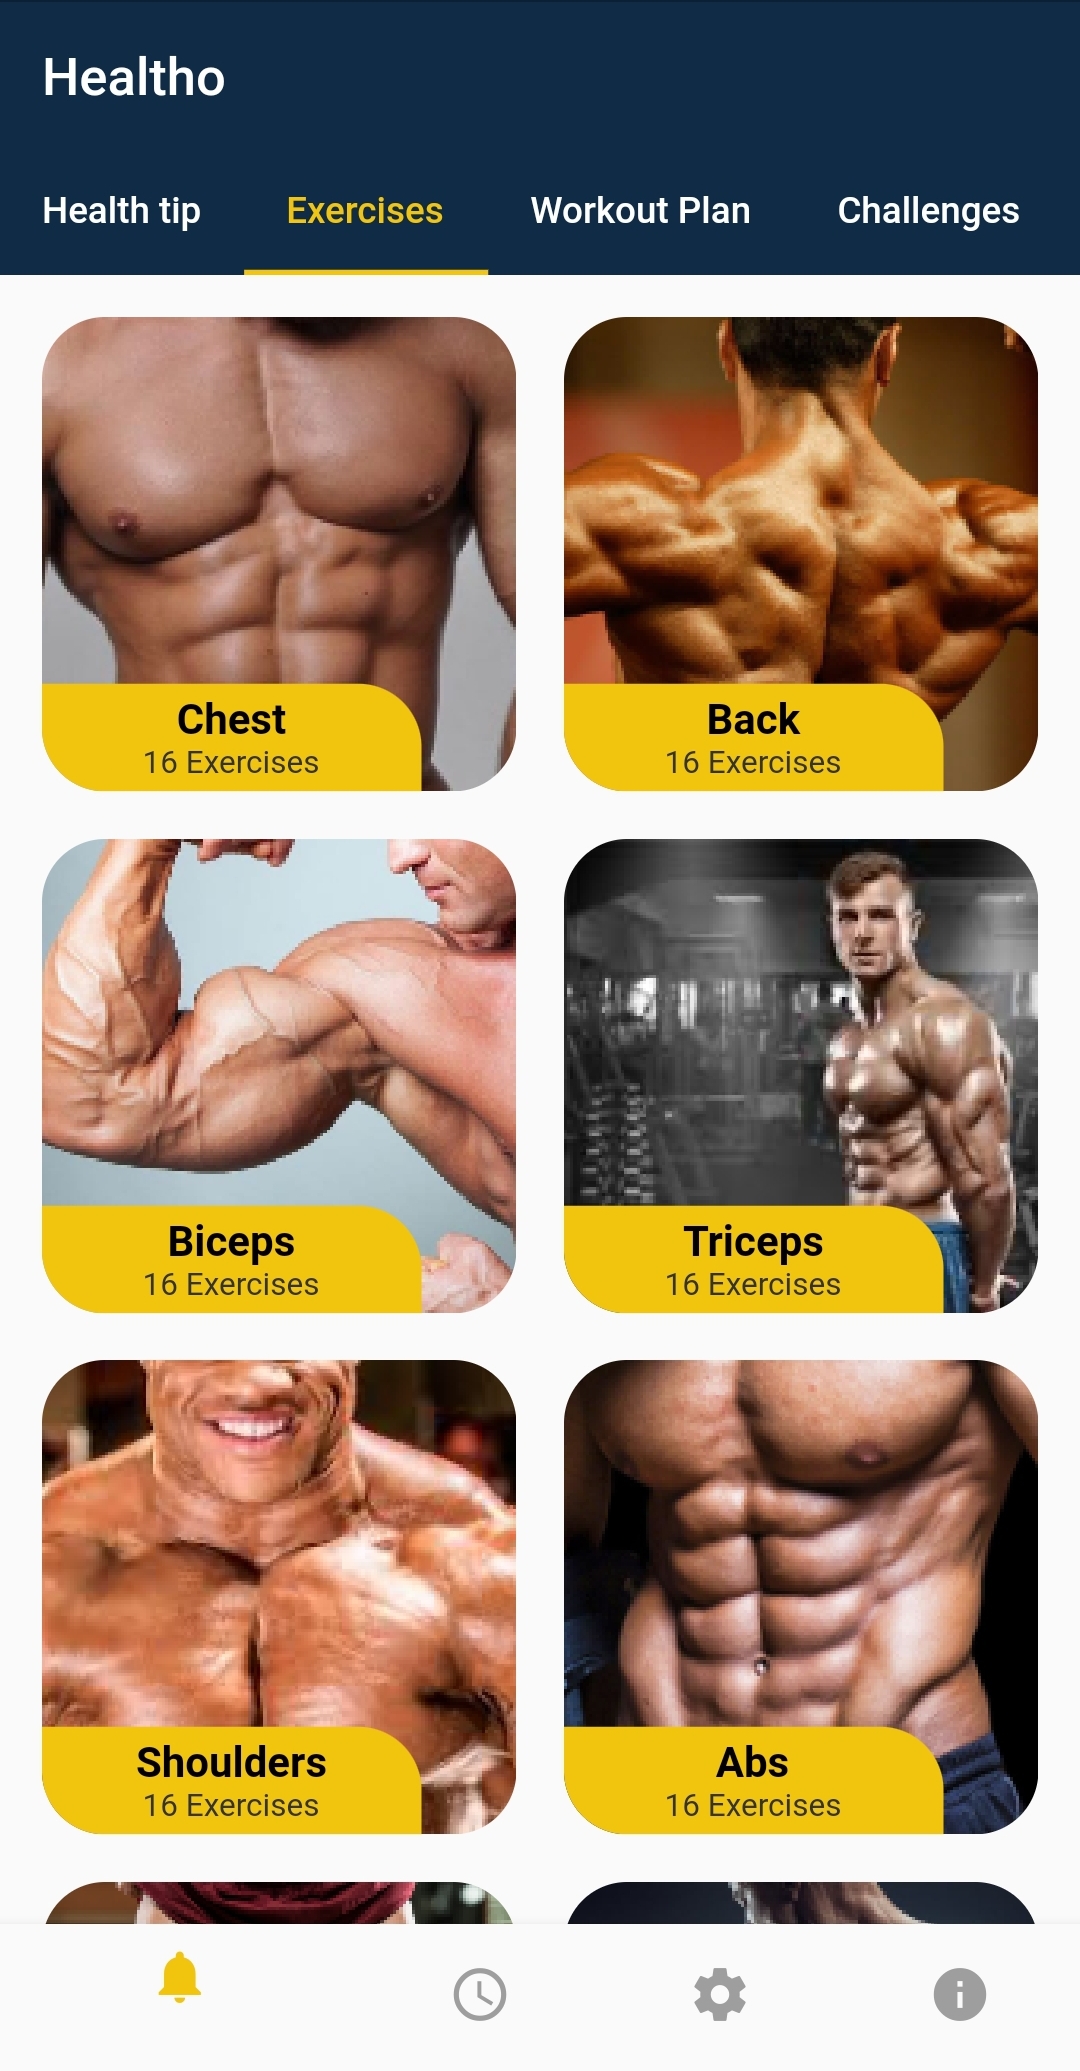 Healtho
Health tip Exercises Workout Plan Challenges
Chest
16 Exercises
Back
16 Exercises
Biceps
16 Exercises
Triceps
16 Exercises
Shoulders
16 Exercises
Abs
16 Exercises